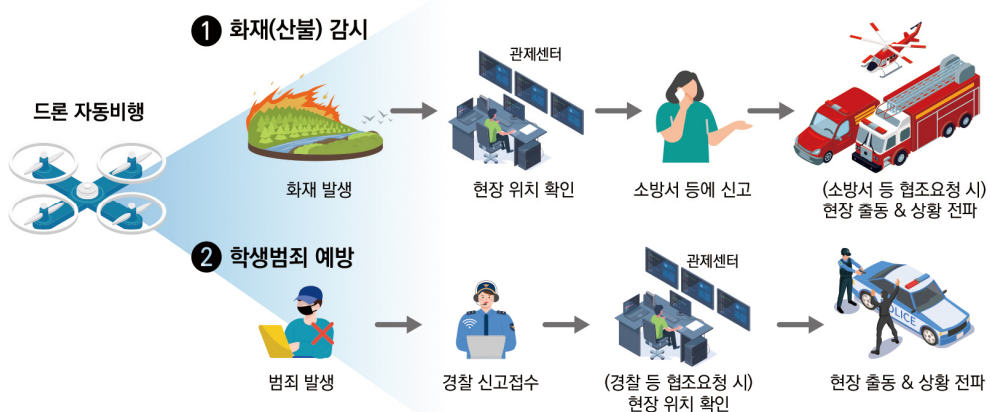 드론 자동비행
❶ 화재(산불) 감시
화재 발생
관제센터
현장 위치 확인
소방서 등에 신고
(소방서 등 협조요청 시)
현장 출동 & 상황 전파
❷ 학생범죄 예방
범죄 발생
경찰 신고접수
관제센터
(경찰 등 협조요청 시)
현장 위치 확인
POLICE
현장 출동 & 상황 전파